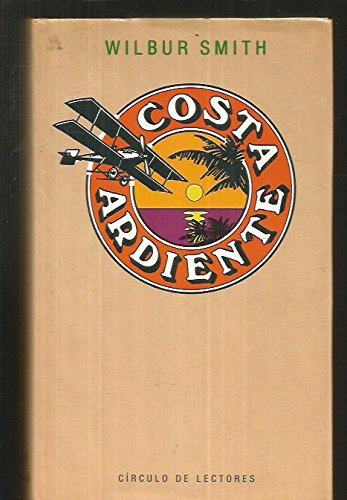 WILBUR SMITH
COSTA
ARDIENTE
CÍRCULO DE LECTORES